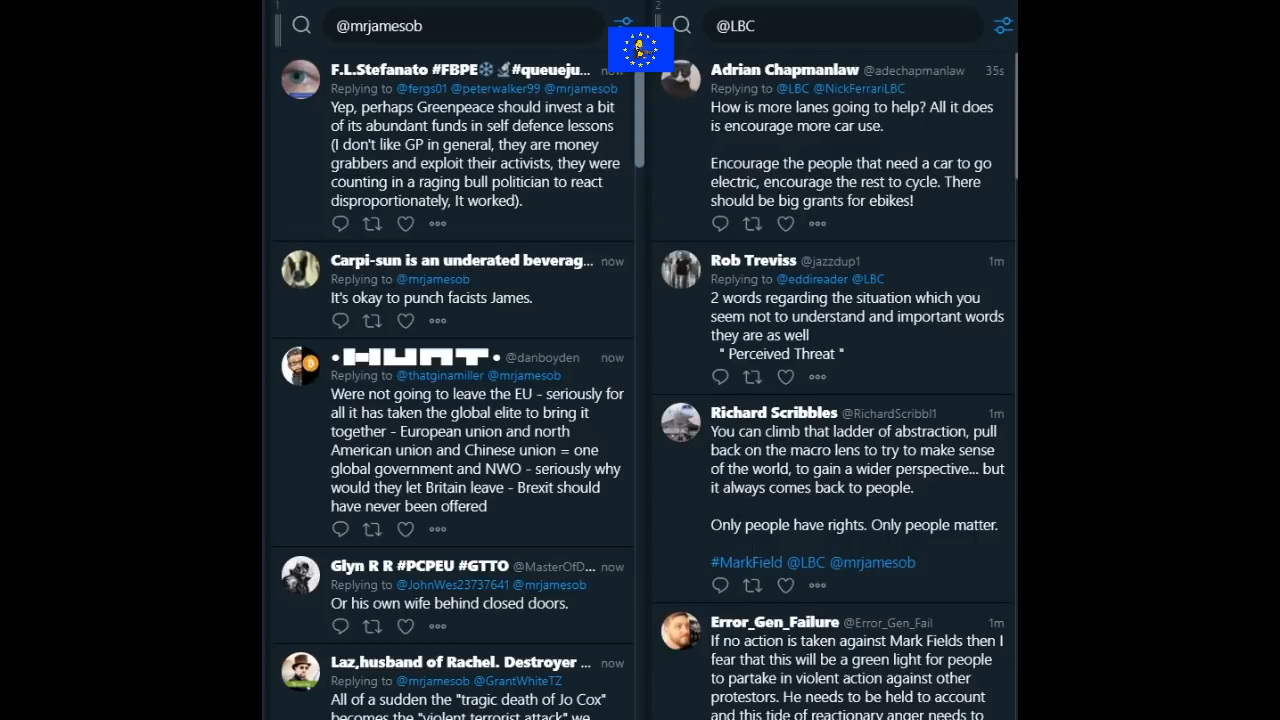 1
@mrjamesob
F.L.Stefanato #FBPE❄🔬#queueju... now
Replying to @fergs01 @peterwalker99 @mrjamesob
Yep, perhaps Greenpeace should invest a bit
of its abundant funds in self defence lessons
(I don't like GP in general, they are money
grabbers and exploit their activists, they were
counting in a raging bull politician to react
disproportionately, It worked).
Carpi-sun is an underated beverag... now
Replying to @mrjamesob
It's okay to punch facists James.
● HUNT ● @danboyden now
Replying to @thatginamiller @mrjamesob
Were not going to leave the EU - seriously for
all it has taken the global elite to bring it
together - European union and north
American union and Chinese union = one
global government and NWO - seriously why
would they let Britain leave - Brexit should
have never been offered
Glyn R R #PCPEU #GTTO @MasterOfD... now
Replying to @JohnWes23737641 @mrjamesob
Or his own wife behind closed doors.
Laz,husband of Rachel. Destroyer ... now
Replying to @mrjamesob @GrantWhiteTZ
All of a sudden the "tragic death of Jo Cox"
becomes the "violent terrorist attack" we
2
@LBC
Adrian Chapmanlaw @adechapmanlaw 35s
Replying to @LBC @NickFerrariLBC
How is more lanes going to help? All it does
is encourage more car use.
Encourage the people that need a car to go
electric, encourage the rest to cycle. There
should be big grants for ebikes!
Rob Treviss @jazzdup1 1m
Replying to @eddireader @LBC
2 words regarding the situation which you
seem not to understand and important words
they are as well
" Perceived Threat "
Richard Scribbles @RichardScribbl1 1m
You can climb that ladder of abstraction, pull
back on the macro lens to try to make sense
of the world, to gain a wider perspective... but
it always comes back to people.
Only people have rights. Only people matter.
#MarkField @LBC @mrjamesob
Error_Gen_Failure @Error_Gen_Fail 1m
If no action is taken against Mark Fields then I
fear that this will be a green light for people
to partake in violent action against other
protestors. He needs to be held to account
and this tide of reactionary anger needs to